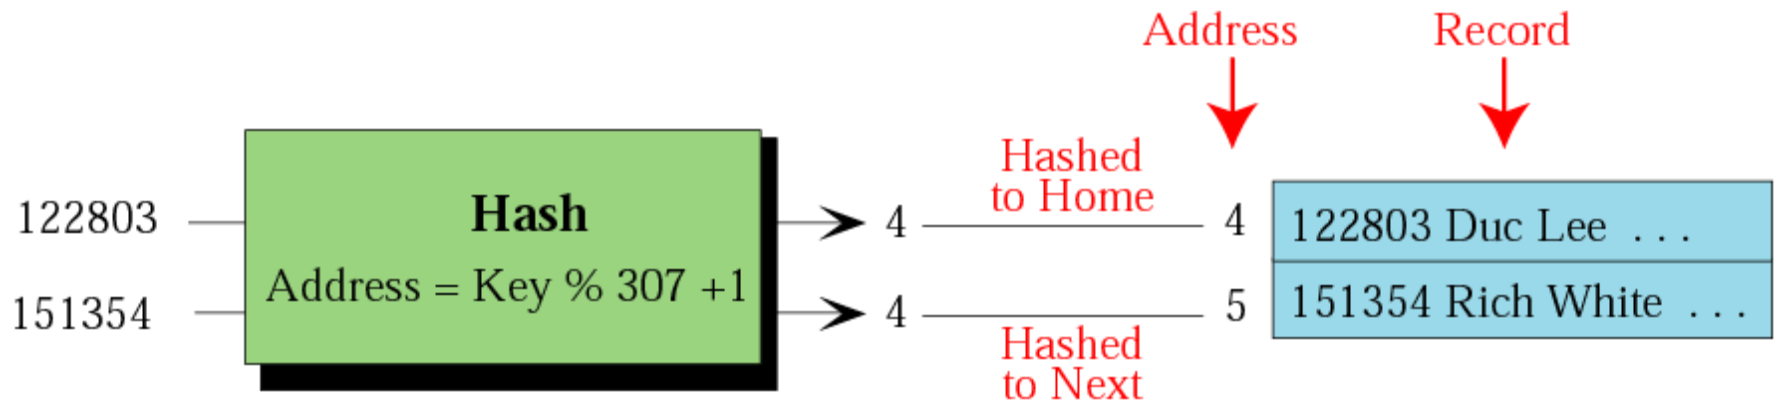 Address Record
Hashed
to Home
122803 Hash 4 4 122803 Duc Lee . . .
Address = Key % 307 +1
151354 4 5 151354 Rich White . . .
Hashed
to Next